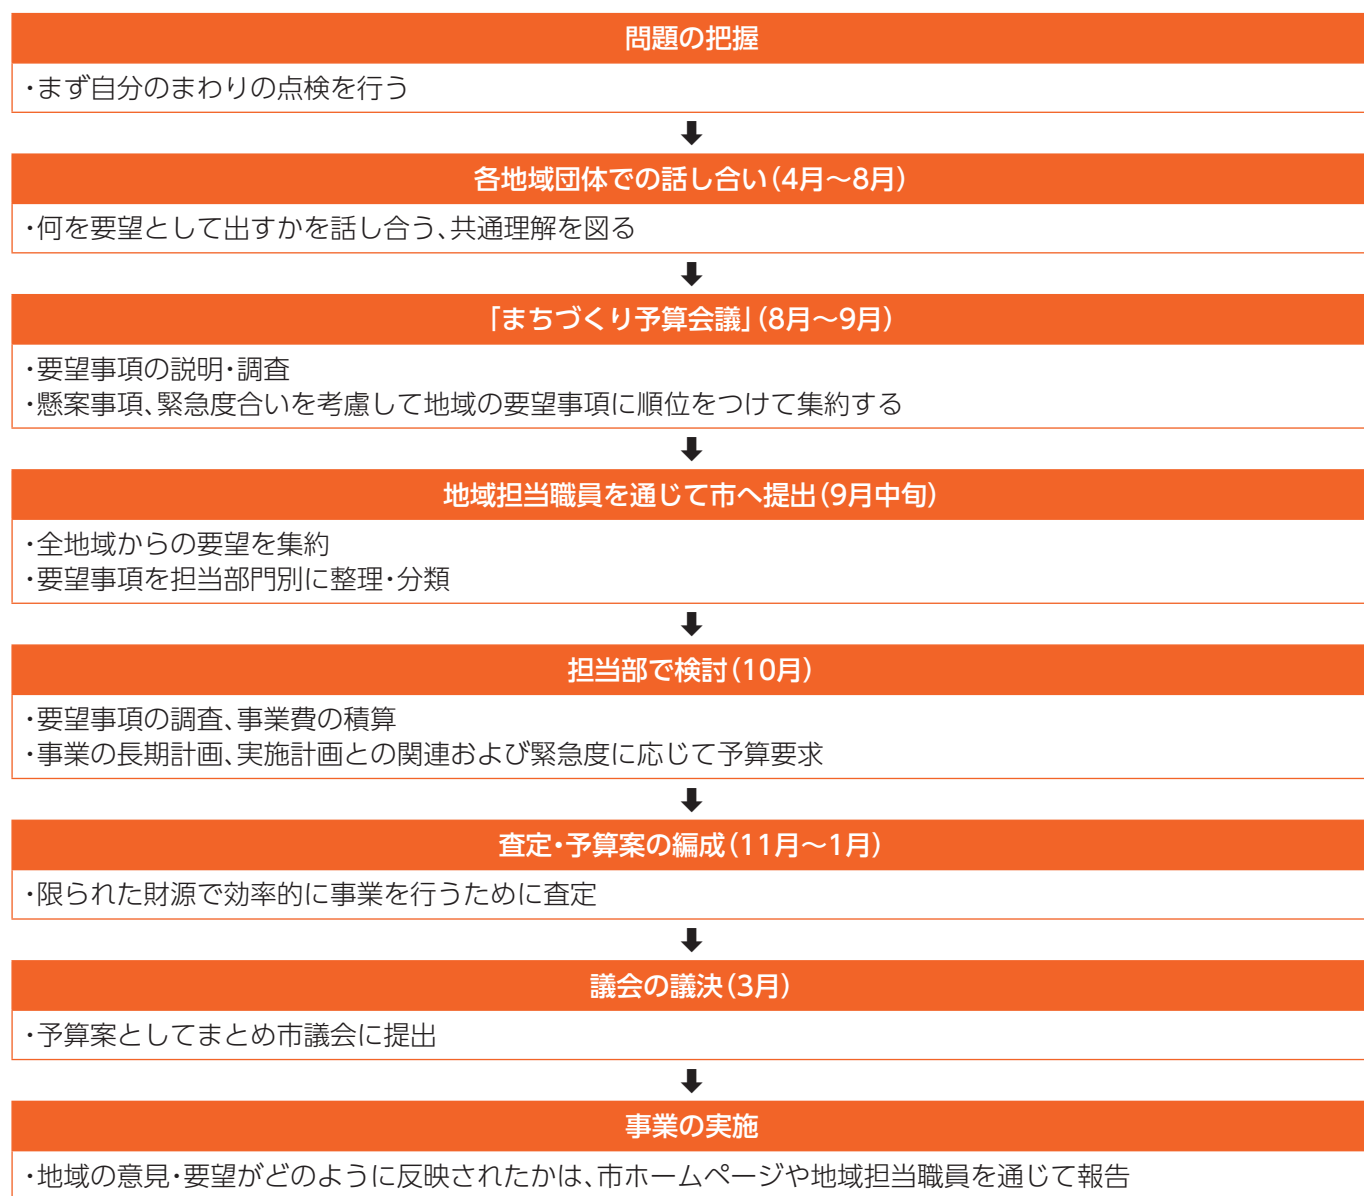 問題の把握
・まず自分のまわりの点検を行う
各地域団体での話し合い(4月〜8月)
・何を要望として出すかを話し合う、共通理解を図る
「まちづくり予算会議」(8月〜9月)
・要望事項の説明・調査
・懸案事項、緊急度合いを考慮して地域の要望事項に順位をつけて集約する
地域担当職員を通じて市へ提出(9月中旬)
・全地域からの要望を集約
・要望事項を担当部門別に整理・分類
担当部で検討(10月)
・要望事項の調査、事業費の積算
・事業の長期計画、実施計画との関連および緊急度に応じて予算要求
査定・予算案の編成(11月〜1月)
・限られた財源で効率的に事業を行うために査定
議会の議決(3月)
・予算案としてまとめ市議会に提出
事業の実施
・地域の意見・要望がどのように反映されたかは、市ホームページや地域担当職員を通じて報告